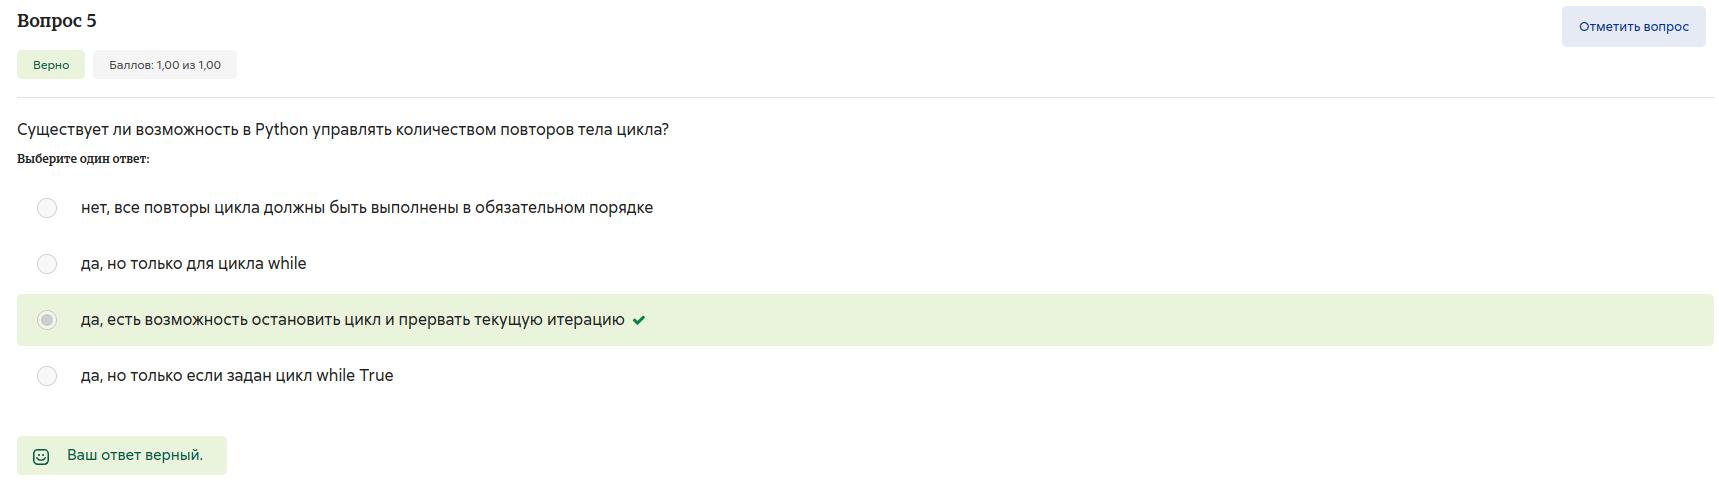 Вопрос 5
Отметить вопрос
Верно
Баллов: 1,00 из 1,00
Существует ли возможность в Python управлять количеством повторов тела цикла?
Выберите один ответ:
нет, все повторы цикла должны быть выполнены в обязательном порядке
да, но только для цикла while
да, есть возможность остановить цикл и прервать текущую итерацию
да, но только если задан цикл while True
Ваш ответ верный.